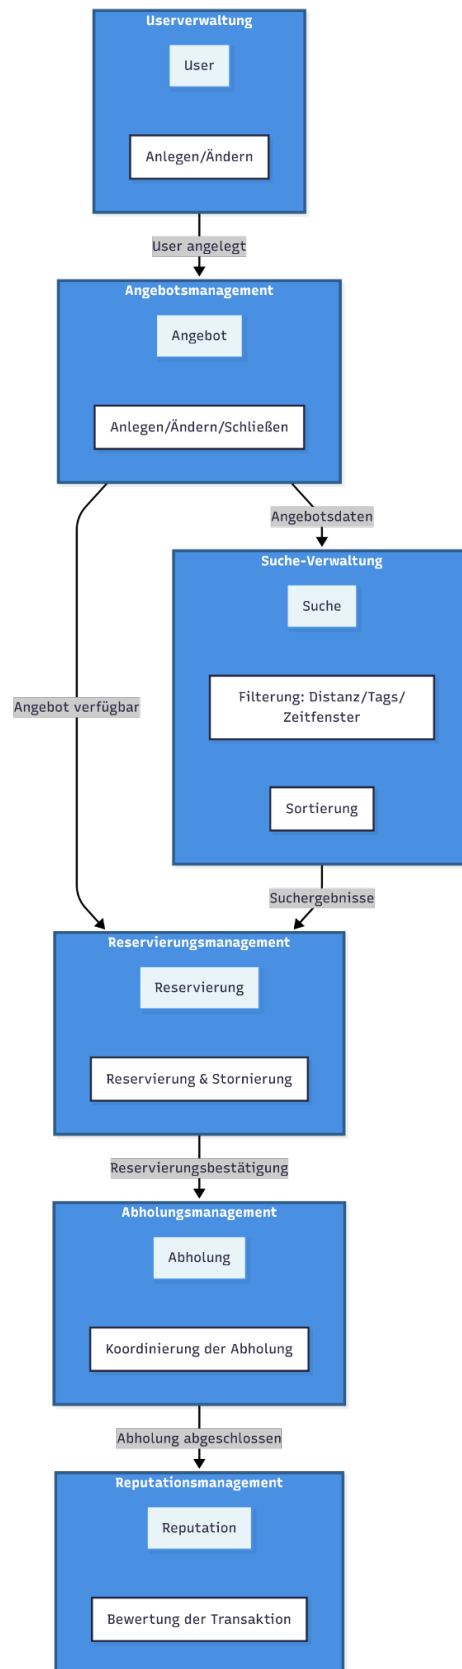 Userverwaltung
User
Anlegen/Ändern
User angelegt
Angebotsmanagement
Angebot
Anlegen/Ändern/Schließen
Angebotsdaten
Suche-Verwaltung
Suche
Filterung: Distanz/Tags/
Zeitfenster
Angebot verfügbar
Sortierung
Suchergebnisse
Reservierungsmanagement
Reservierung
Reservierung & Stornierung
Reservierungsbestätigung
Abholungsmanagement
Abholung
Koordinierung der Abholung
Abholung abgeschlossen
Reputationsmanagement
Reputation
Bewertung der Transaktion